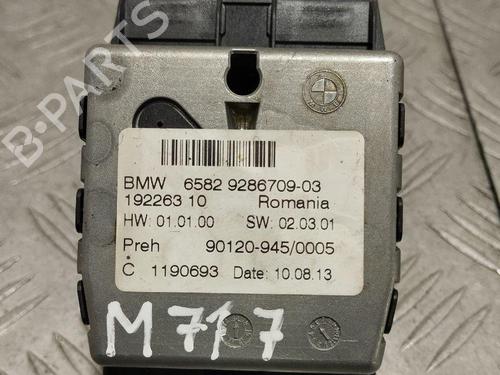 B-PARTS
BMW 6582 9286709-03
192263 10 Romania
HW: 01.01.00 SW: 02.03.01
Preh 90120-945/0005
C 1190693 Date: 10.08.13
M 717